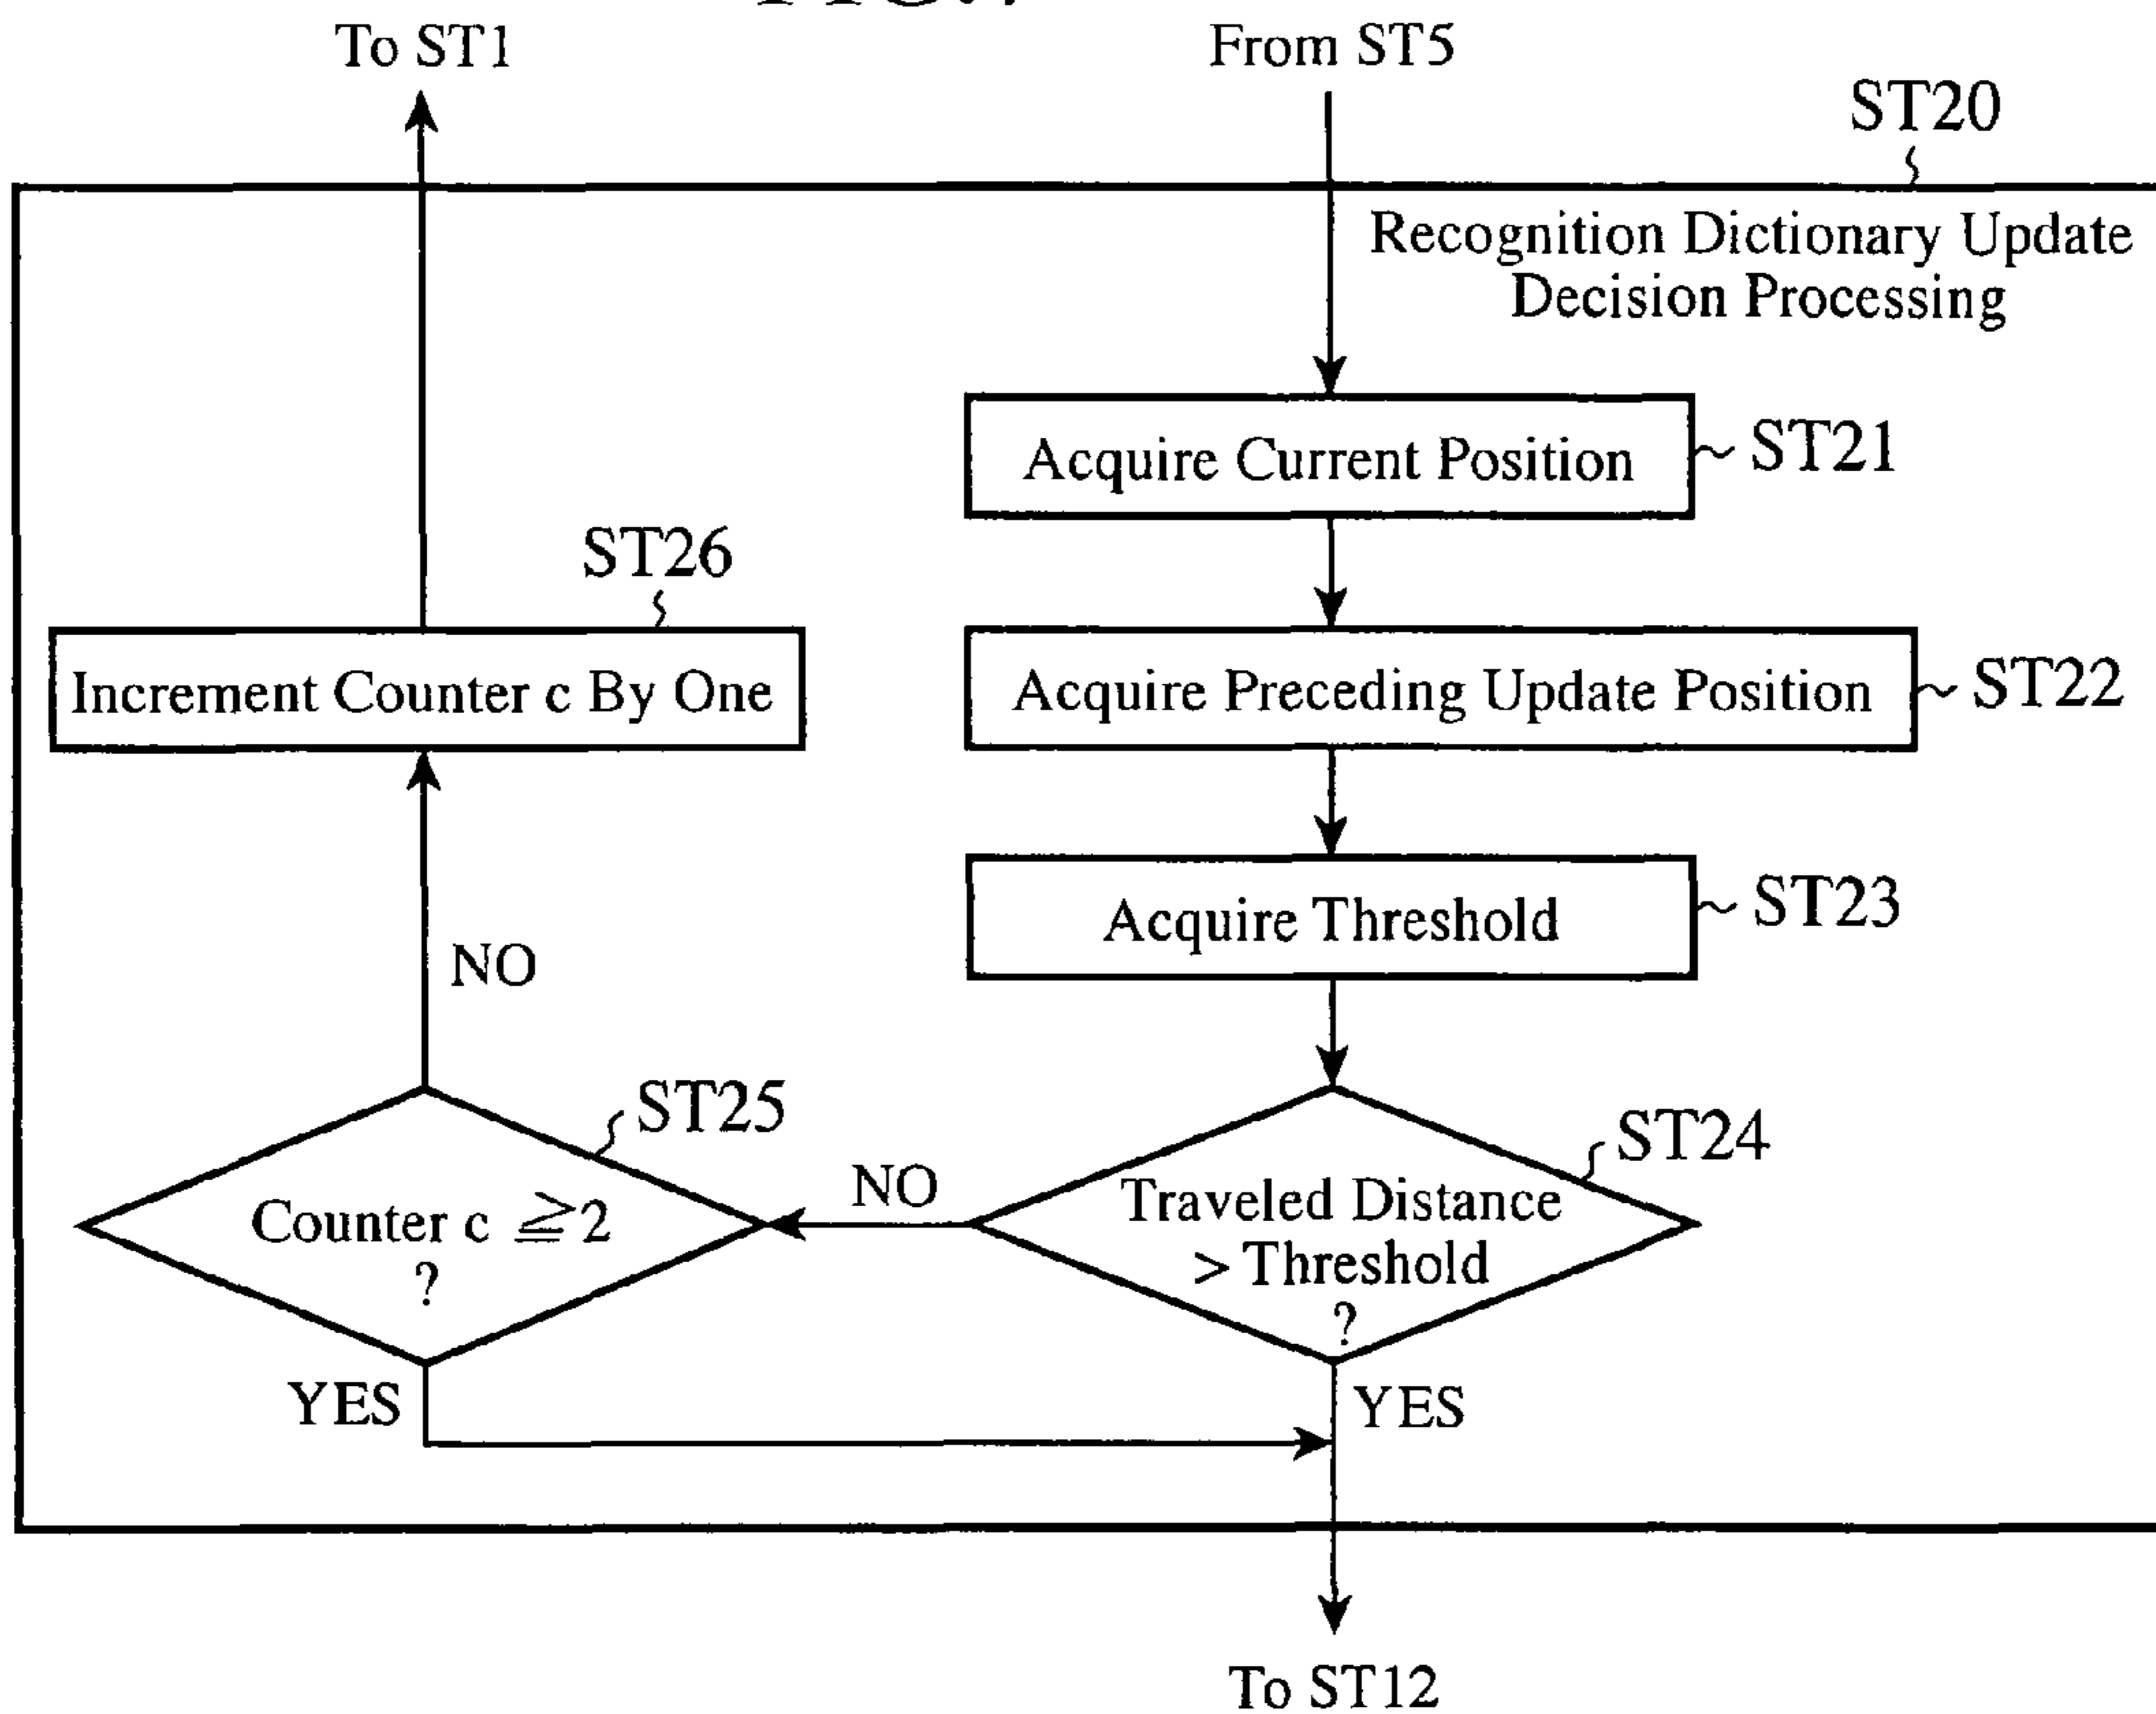 To ST1
From ST5
ST20
Recognition Dictionary Update
Decision Processing
Acquire Current Position
ST21
ST26
Increment Counter c By One
Acquire Preceding Update Position
ST22
Acquire Threshold
ST23
NO
ST25
ST24
NO
Counter c ≧2
?
Traveled Distance
> Threshold
?
YES
YES
To ST12